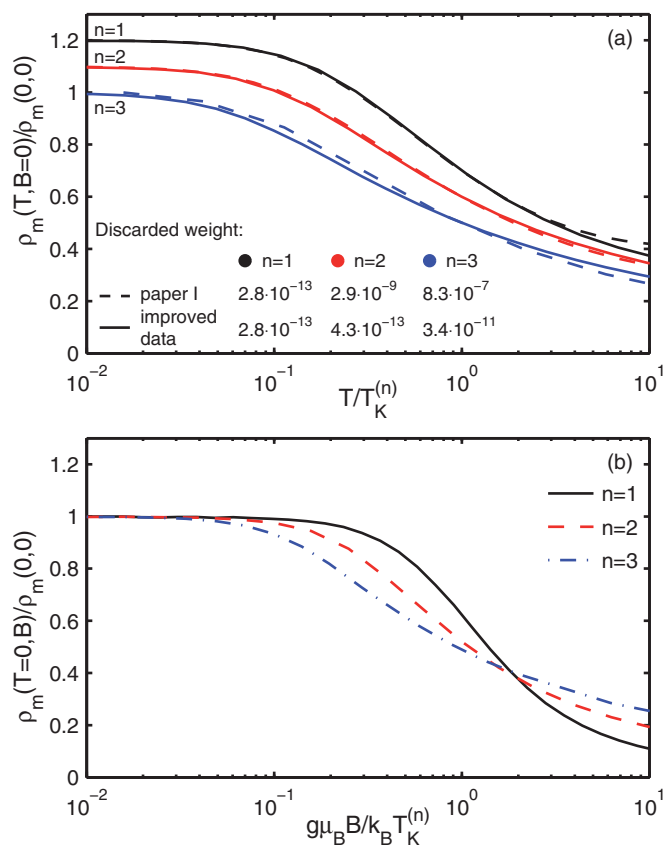 (a)
n=1
n=2
n=3
ρm(T,B=0)/ρm(0,0)
1.2
1
0.8
0.6
0.4
0.2
0
Discarded weight:
n=1 n=2 n=3
paper I 2.8·10⁻¹³ 2.9·10⁻⁹ 8.3·10⁻⁷
improved data 2.8·10⁻¹³ 4.3·10⁻¹³ 3.4·10⁻¹¹
10⁻² 10⁻¹ 10⁰ 10¹
T/T_K^(n)
(b)
n=1
n=2
n=3
ρm(T=0,B)/ρm(0,0)
1.2
1
0.8
0.6
0.4
0.2
0
10⁻² 10⁻¹ 10⁰ 10¹
gμ_B B/k_B T_K^(n)